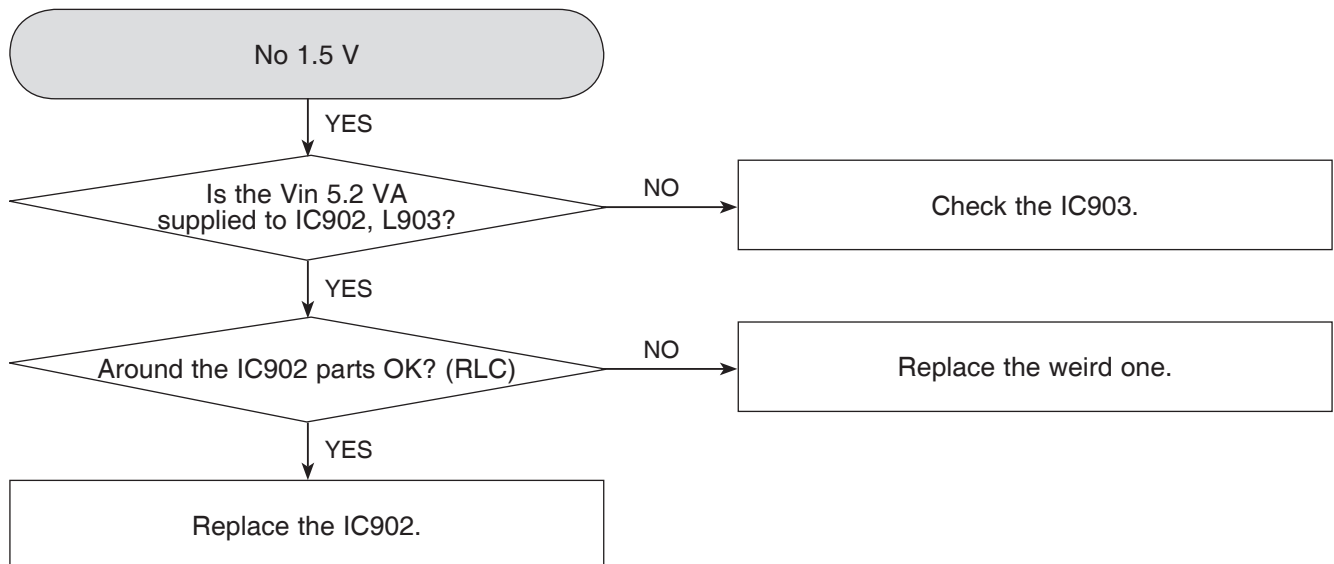 No 1.5 V
YES
Is the Vin 5.2 VA
supplied to IC902, L903?
NO
Check the IC903.
YES
Around the IC902 parts OK? (RLC)
NO
Replace the weird one.
YES
Replace the IC902.